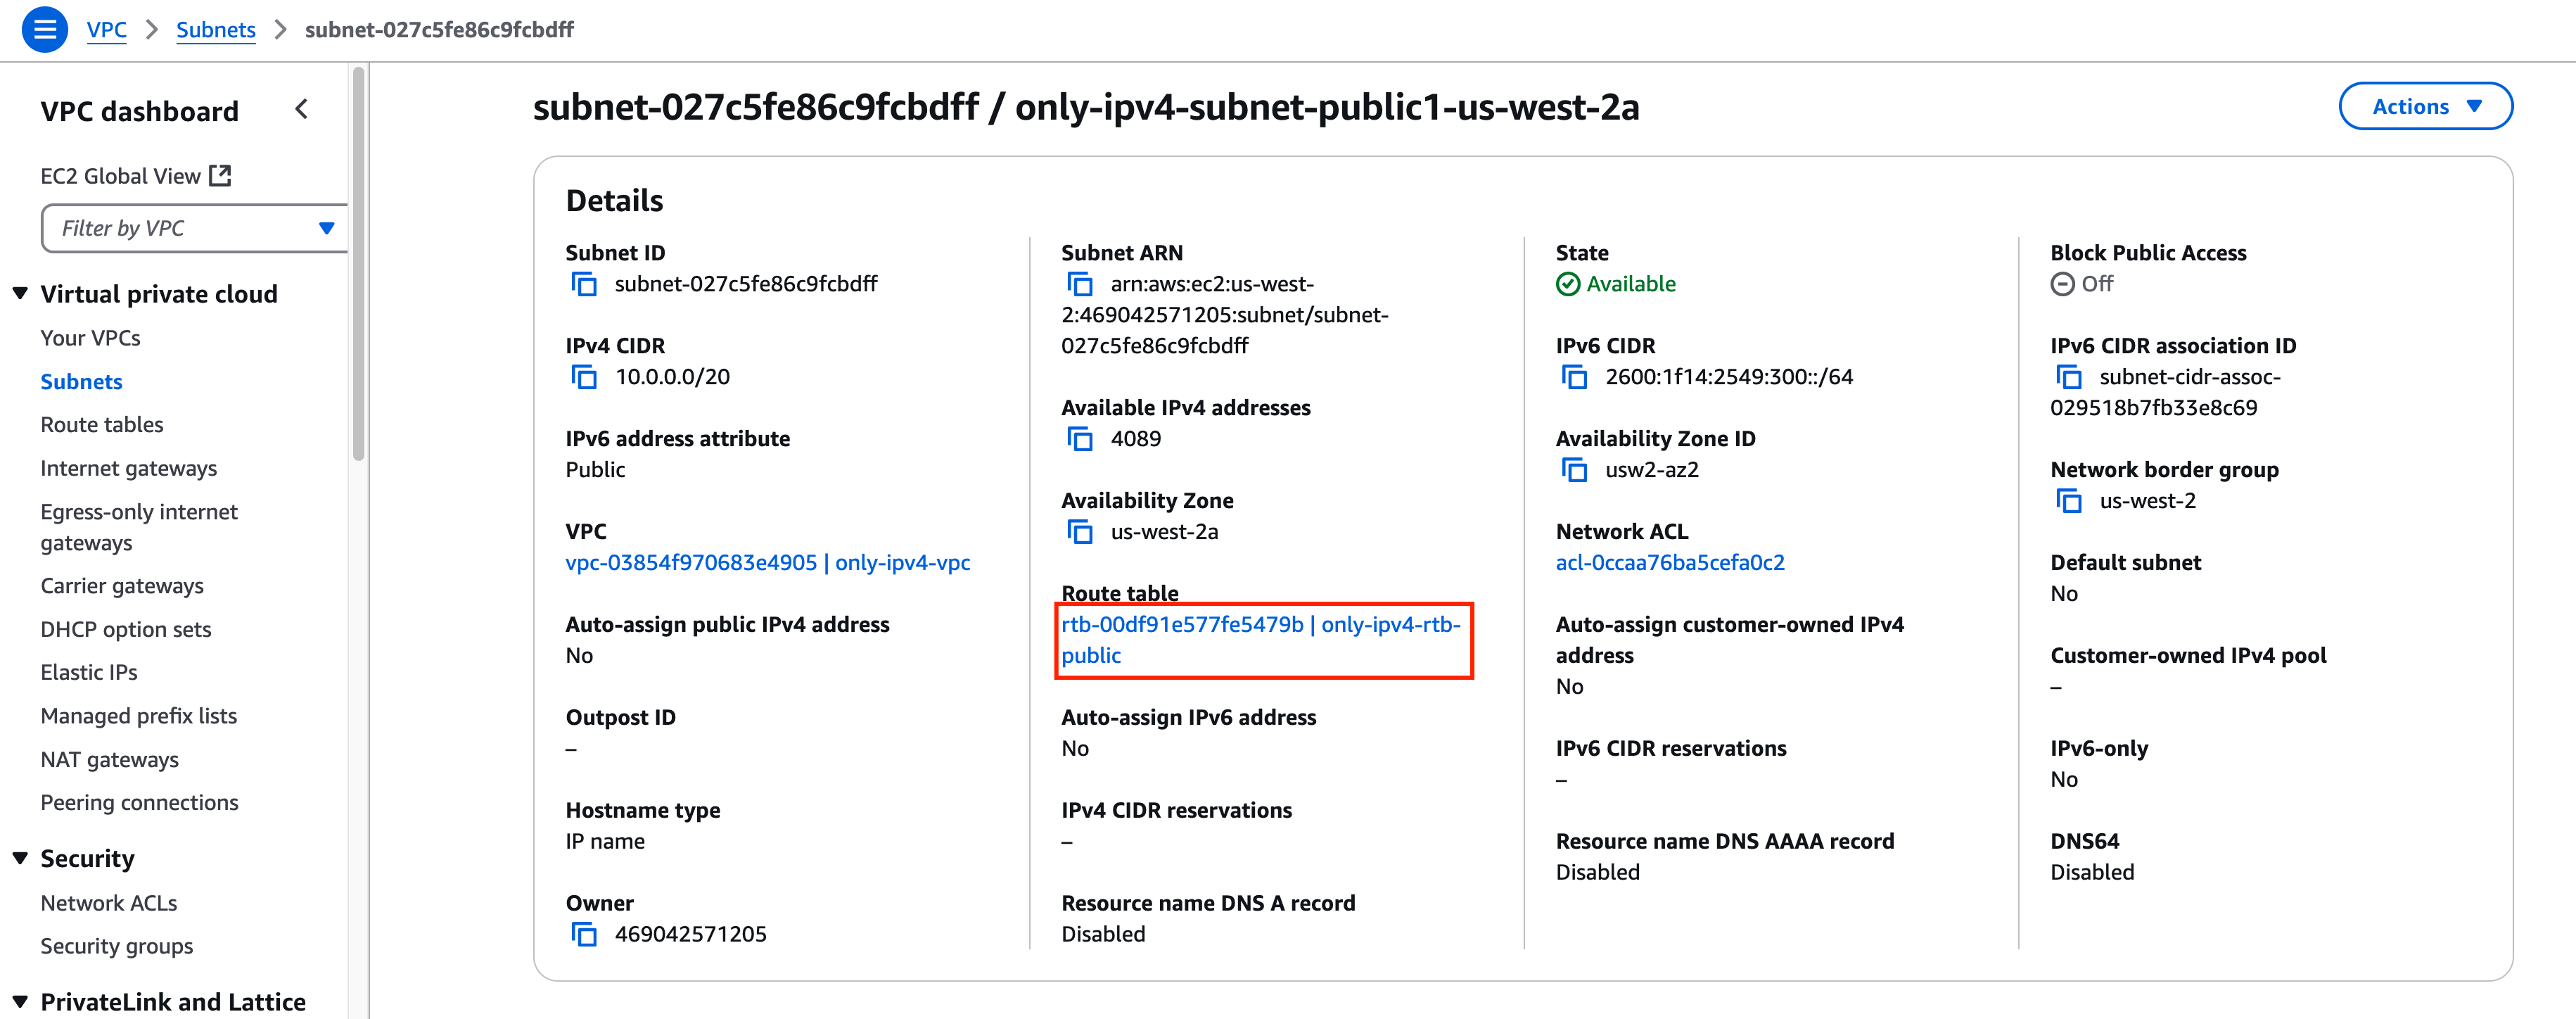 VPC > Subnets > subnet-027c5fe86c9fcbdff
VPC dashboard
EC2 Global View
Filter by VPC
Virtual private cloud
Your VPCs
Subnets
Route tables
Internet gateways
Egress-only internet
gateways
Carrier gateways
DHCP option sets
Elastic IPs
Managed prefix lists
NAT gateways
Peering connections
Security
Network ACLs
Security groups
PrivateLink and Lattice
subnet-027c5fe86c9fcbdff / only-ipv4-subnet-public1-us-west-2a
Actions
Details
Subnet ID
subnet-027c5fe86c9fcbdff
IPv4 CIDR
10.0.0.0/20
IPv6 address attribute
Public
VPC
vpc-03854f970683e4905 | only-ipv4-vpc
Auto-assign public IPv4 address
No
Outpost ID
–
Hostname type
IP name
Owner
469042571205
Subnet ARN
arn:aws:ec2:us-west-
2:469042571205:subnet/subnet-
027c5fe86c9fcbdff
Available IPv4 addresses
4089
Availability Zone
us-west-2a
Route table
rtb-00df91e577fe5479b | only-ipv4-rtb-
public
Auto-assign IPv6 address
No
IPv4 CIDR reservations
–
Resource name DNS A record
Disabled
State
Available
IPv6 CIDR
2600:1f14:2549:300::/64
Availability Zone ID
usw2-az2
Network ACL
acl-0ccaa76ba5cefa0c2
Auto-assign customer-owned IPv4
address
No
IPv6 CIDR reservations
–
Resource name DNS AAAA record
Disabled
Block Public Access
Off
IPv6 CIDR association ID
subnet-cidr-assoc-
029518b7fb33e8c69
Network border group
us-west-2
Default subnet
No
Customer-owned IPv4 pool
–
IPv6-only
No
DNS64
Disabled